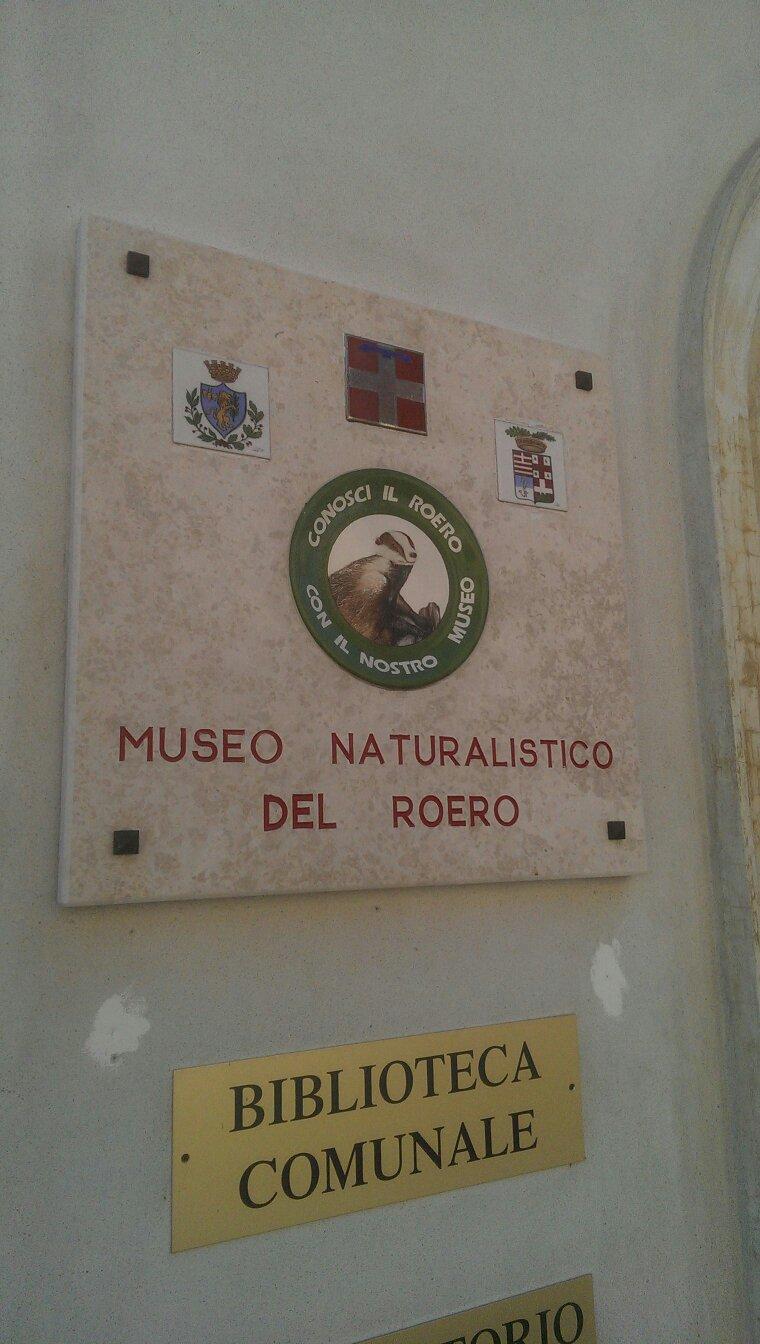 CONOSCI IL ROERO
CON IL NOSTRO MUSEO
MUSEO NATURALISTICO
DEL ROERO
BIBLIOTECA
COMUNALE